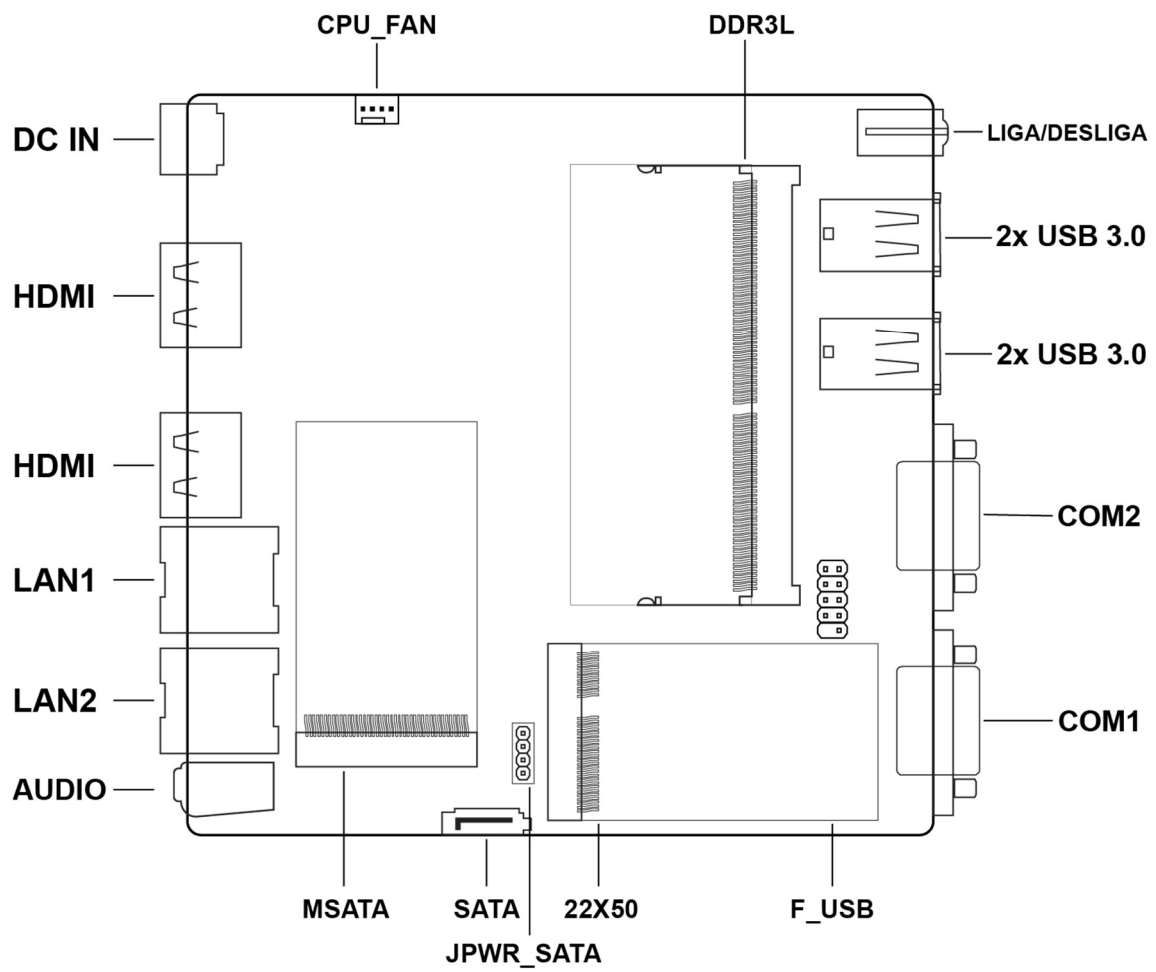 CPU_FAN
DDR3L
DC IN
LIGA/DESLIGA
2x USB 3.0
HDMI
2x USB 3.0
HDMI
COM2
LAN1
LAN2
COM1
AUDIO
MSATA
SATA
22X50
F_USB
JPWR_SATA